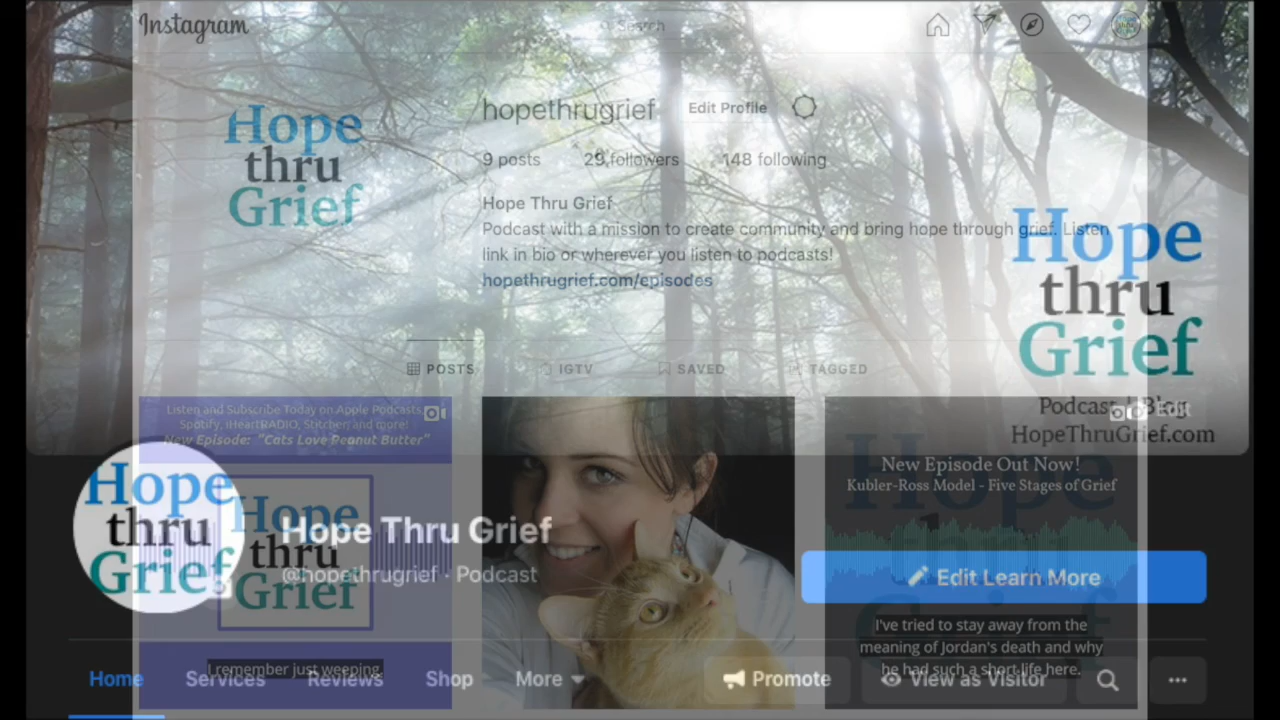 Instagram
Search
hopethrugrief
Edit Profile
9 posts
29 followers
148 following
Hope
thru
Grief
Hope Thru Grief
Podcast with a mission to create community and bring hope through grief. Listen
link in bio or wherever you listen to podcasts!
hopethrugrief.com/episodes
Hope
thru
Grief
Podcast | Blog
HopeThruGrief.com
Edit
POSTS
IGTV
SAVED
TAGGED
Listen and Subscribe Today on Apple Podcasts,
Spotify, iHeartRADIO, Stitcher and more!
New Episode: "Cats Love Peanut Butter"
Hope
thru
Grief
I remember just weeping
New Episode Out Now!
Kubler-Ross Model - Five Stages of Grief
Hope
thru
Grief
I've tried to stay away from the
meaning of Jordan's death and why
he had such a short life here.
Hope
thru
Grief
Hope Thru Grief
@hopethrugrief · Podcast
Edit Learn More
Home
Services
Reviews
Shop
More
Promote
View as Visitor